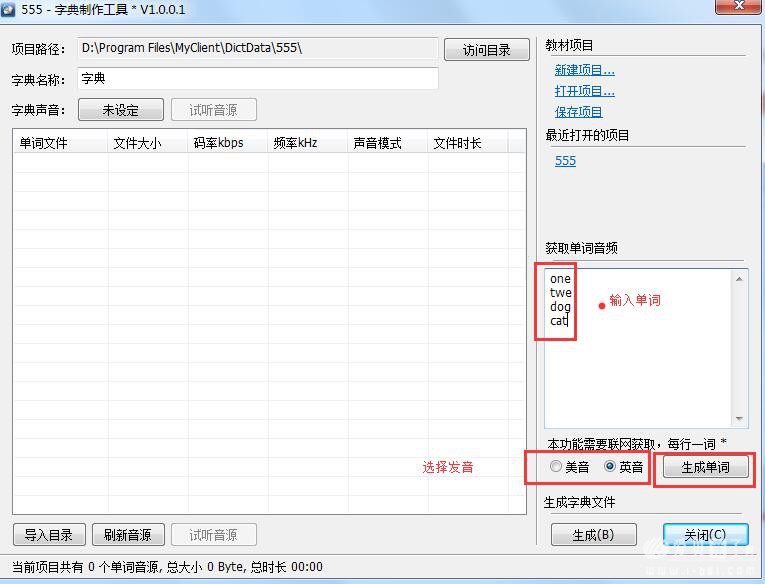 555 - 字典制作工具 * V1.0.0.1
项目路径： D:\Program Files\MyClient\DictData\555\ 访问目录
字典名称： 字典
字典声音： 未设定 试听音源
单词文件 文件大小 码率kbps 频率kHz 声音模式 文件时长
教材项目
新建项目...
打开项目...
保存项目
最近打开的项目
555
获取单词音频
one
twe
dog
cat
输入单词
本功能需要联网获取，每行一词 *
选择发音 美音 英音 生成单词
生成字典文件
导入目录 刷新音源 试听音源 生成(B) 关闭(C)
当前项目共有 0 个单词音源, 总大小 0 Byte, 总时长 00:00